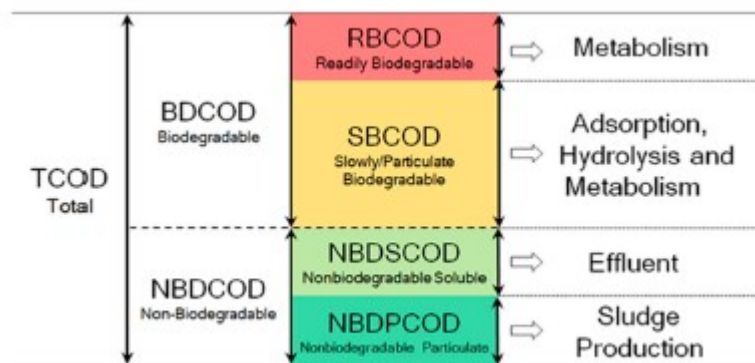 TCOD
Total
BDCOD
Biodegradable
NBDCOD
Non-Biodegradable
RBCOD
Readily Biodegradable
SBCOD
Slowly/Particulate
Biodegradable
NBDSCOD
Nonbiodegradable Soluble
NBDPCOD
Nonbiodegradable Particulate
Metabolism
Adsorption,
Hydrolysis and
Metabolism
Effluent
Sludge
Production